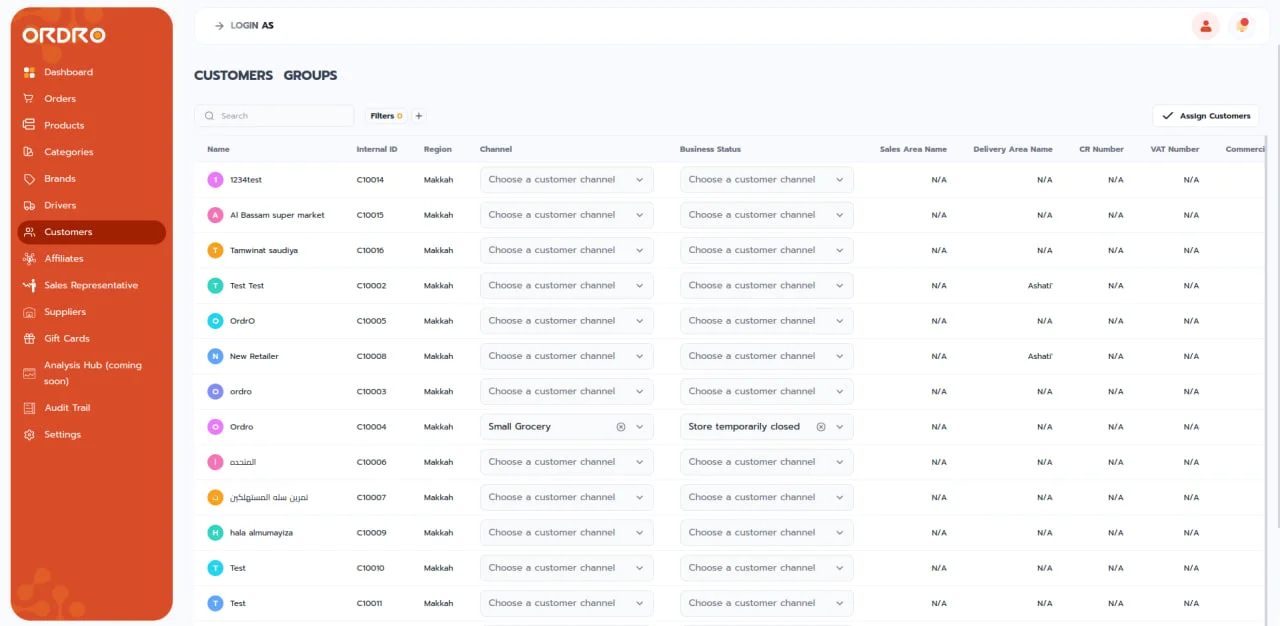 ORDRO
Dashboard
Orders
Products
Categories
Brands
Drivers
Customers
Affiliates
Sales Representative
Suppliers
Gift Cards
Analysis Hub (coming
soon)
Audit Trail
Settings
LOGIN AS
CUSTOMERS GROUPS
Search Filters 0 + Assign Customers
Name Internal ID Region Channel Business Status Sales Area Name Delivery Area Name CR Number VAT Number Commerci
1 1234test C10014 Makkah Choose a customer channel Choose a customer channel N/A N/A N/A N/A
A Al Bassam super market C10015 Makkah Choose a customer channel Choose a customer channel N/A N/A N/A N/A
T Tamwinat saudiya C10016 Makkah Choose a customer channel Choose a customer channel N/A N/A N/A N/A
T Test Test C10002 Makkah Choose a customer channel Choose a customer channel N/A Ashati' N/A N/A
O OrdrO C10005 Makkah Choose a customer channel Choose a customer channel N/A N/A N/A N/A
N New Retailer C10008 Makkah Choose a customer channel Choose a customer channel N/A Ashati' N/A N/A
O ordro C10003 Makkah Choose a customer channel Choose a customer channel N/A N/A N/A N/A
O Ordro C10004 Makkah Small Grocery Store temporarily closed N/A N/A N/A N/A
ا المتحده C10006 Makkah Choose a customer channel Choose a customer channel N/A N/A N/A N/A
ت تمرين سله المستهلكين C10007 Makkah Choose a customer channel Choose a customer channel N/A N/A N/A N/A
H hala almumayiza C10009 Makkah Choose a customer channel Choose a customer channel N/A N/A N/A N/A
T Test C10010 Makkah Choose a customer channel Choose a customer channel N/A N/A N/A N/A
T Test C10011 Makkah Choose a customer channel Choose a customer channel N/A N/A N/A N/A